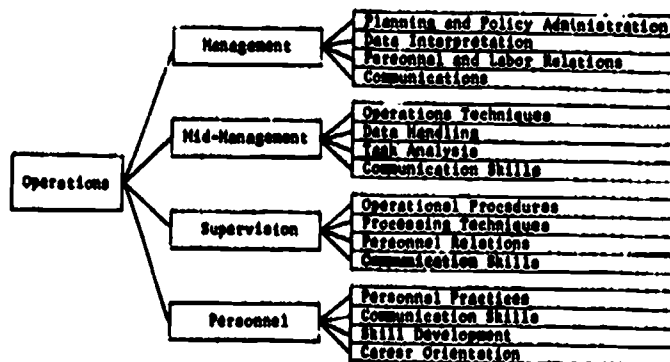 Operations
Management
Planning and Policy Administration
Data Interpretation
Personnel and Labor Relations
Communications
Mid-Management
Operations Techniques
Data Handling
Task Analysis
Communication Skills
Supervision
Operational Procedures
Processing Techniques
Personnel Relations
Communication Skills
Personnel
Personnel Practices
Communication Skills
Skill Development
Career Orientation